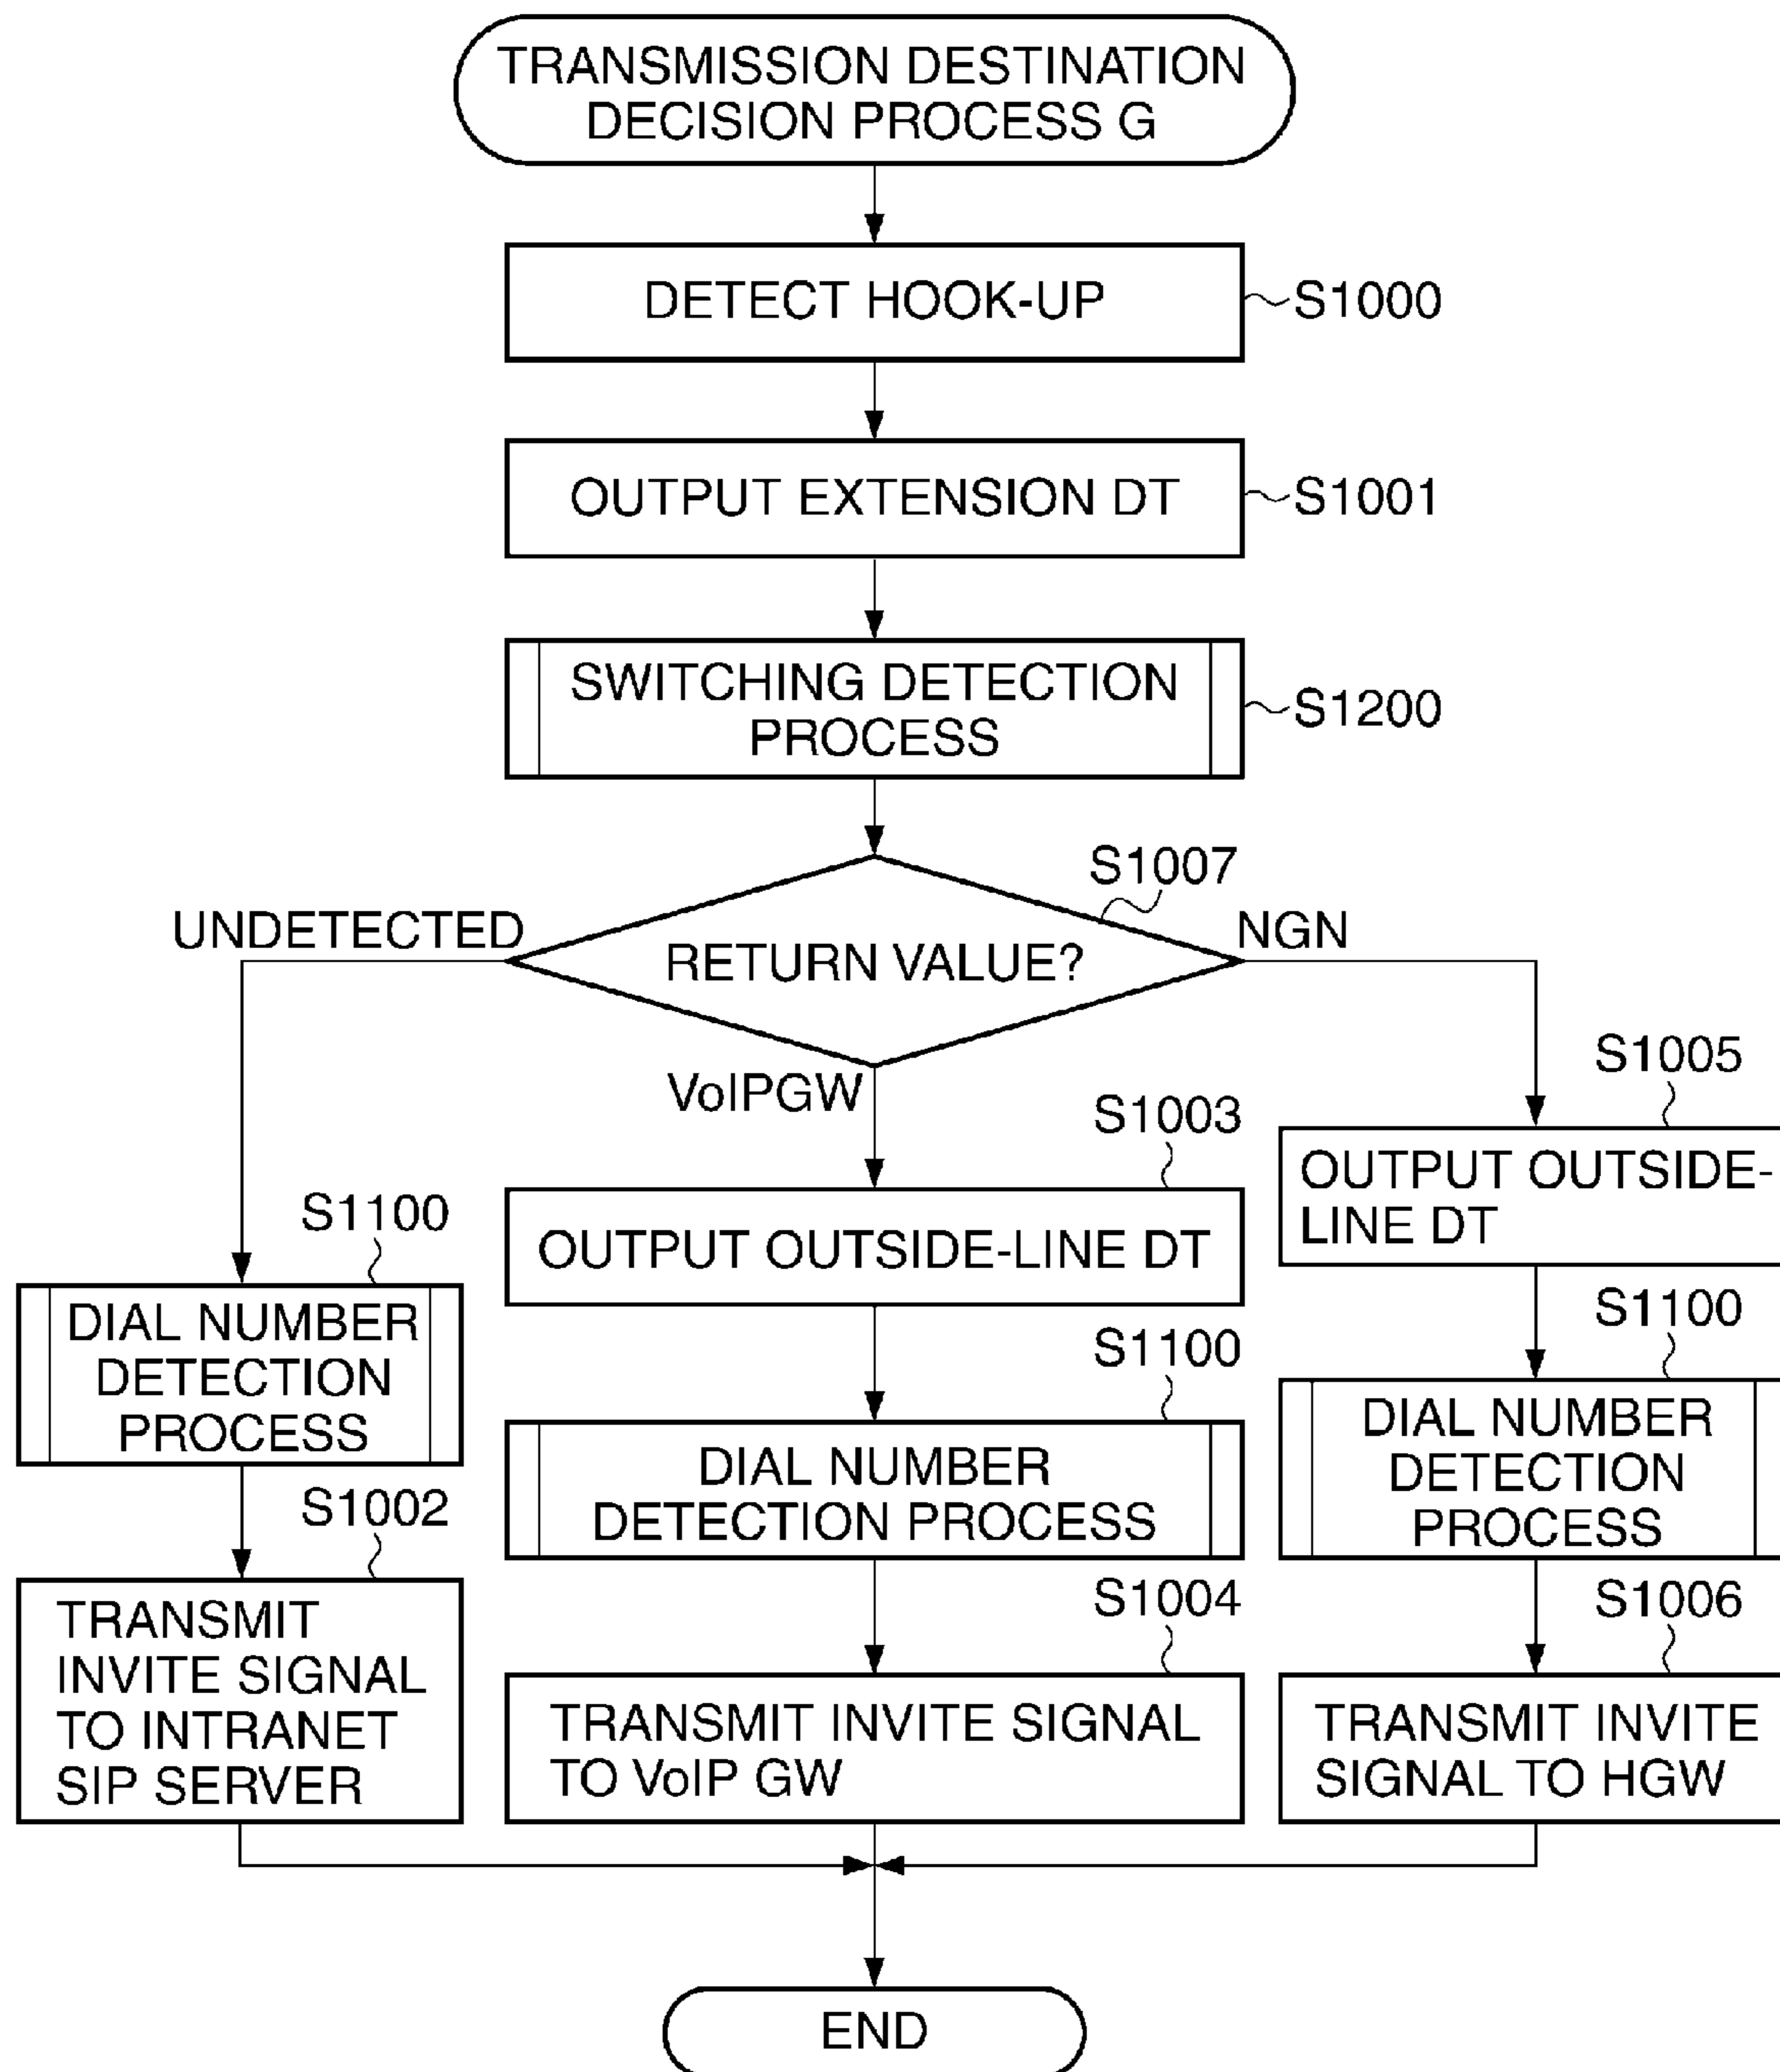 TRANSMISSION DESTINATION
DECISION PROCESS G
DETECT HOOK-UP
S1000
OUTPUT EXTENSION DT
S1001
SWITCHING DETECTION
PROCESS
S1200
S1007
UNDETECTED
RETURN VALUE?
NGN
VoIPGW
S1100
DIAL NUMBER
DETECTION
PROCESS
S1002
TRANSMIT
INVITE SIGNAL
TO INTRANET
SIP SERVER
S1003
OUTPUT OUTSIDE-LINE DT
S1100
DIAL NUMBER
DETECTION PROCESS
S1004
TRANSMIT INVITE SIGNAL
TO VoIP GW
S1005
OUTPUT OUTSIDE-
LINE DT
S1100
DIAL NUMBER
DETECTION
PROCESS
S1006
TRANSMIT INVITE
SIGNAL TO HGW
END